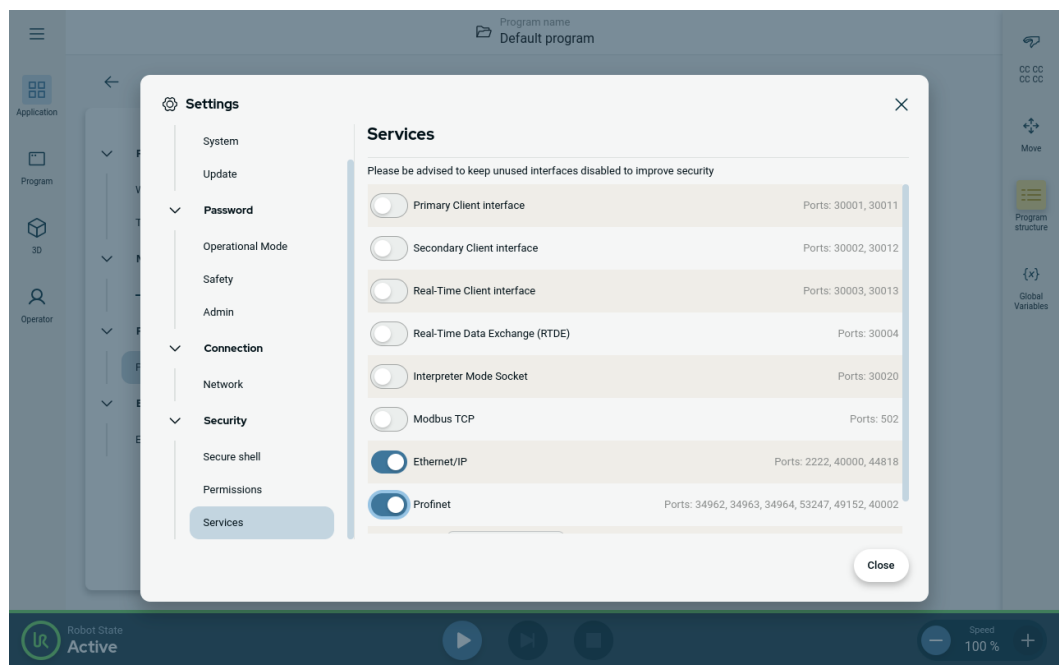 Program name
Default program
Application
Program
3D
Operator
CC CC
CC CC
Move
Program
structure
{x}
Global
Variables
Settings
System
Update
Password
Operational Mode
Safety
Admin
Connection
Network
Security
Secure shell
Permissions
Services
Services
Please be advised to keep unused interfaces disabled to improve security
Primary Client interface Ports: 30001, 30011
Secondary Client interface Ports: 30002, 30012
Real-Time Client interface Ports: 30003, 30013
Real-Time Data Exchange (RTDE) Ports: 30004
Interpreter Mode Socket Ports: 30020
Modbus TCP Ports: 502
Ethernet/IP Ports: 2222, 40000, 44818
Profinet Ports: 34962, 34963, 34964, 53247, 49152, 40002
Close
UR
Robot State
Active
Speed
100 %